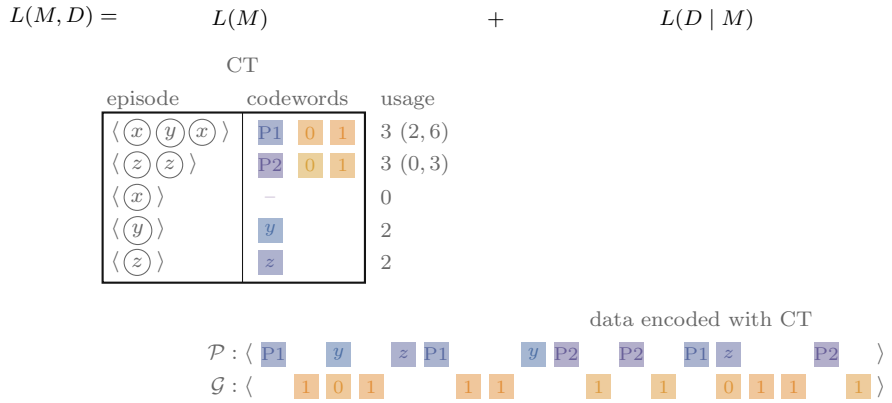 L(M, D) = L(M) + L(D | M)
CT
episode codewords usage
⟨ x y x ⟩ P1 0 1 3 (2, 6)
⟨ z z ⟩ P2 0 1 3 (0, 3)
⟨ x ⟩ – 0
⟨ y ⟩ y 2
⟨ z ⟩ z 2
data encoded with CT
𝒫 : ⟨ P1 y z P1 y P2 P2 P1 z P2 ⟩
𝒢 : ⟨ 1 0 1 1 1 1 1 0 1 1 1 ⟩